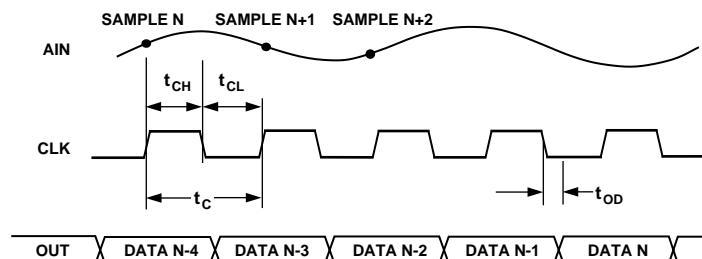 SAMPLE N SAMPLE N+1 SAMPLE N+2
AIN
tCH tCL
CLK
tC
tOD
OUT DATA N-4 DATA N-3 DATA N-2 DATA N-1 DATA N